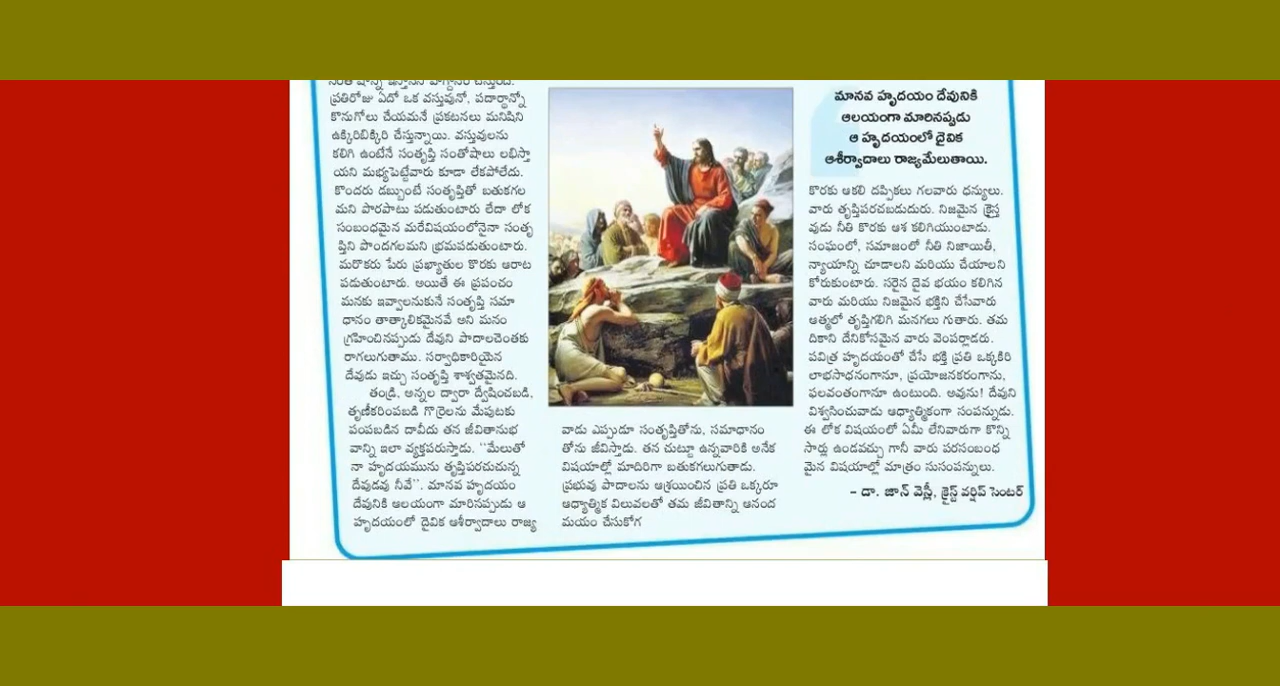 ప్రతిరోజు ఏదో ఒక వస్తువునో, పదార్థాన్నో
కొనుగోలు చేయమనే ప్రకటనలు మనిషిని
ఉక్కిరిబిక్కిరి చేస్తున్నాయి. వస్తువులను
కలిగి ఉంటేనే సంతృప్తి సంతోషాలు లభిస్తా
యని మభ్యపెట్టేవారు కూడా లేకపోలేదు.
కొందరు డబ్బుంటే సంతృప్తితో బతుకగల
మని పొరపాటు పడుతుంటారు లేదా లోక
సంబంధమైన మరేవిషయంలోనైనా సంతృ
ప్తిని పొందగలమని భ్రమపడుతుంటారు.
మరొకరు పేరు ప్రఖ్యాతుల కొరకు ఆరాట
పడుతుంటారు. అయితే ఈ ప్రపంచం
మనకు ఇవ్వాలనుకునే సంతృప్తి సమా
ధానం తాత్కాలికమైనవే అని మనం
గ్రహించినప్పుడు దేవుని పాదాలచెంతకు
రాగలుగుతాము. సర్వాధికారియైన
దేవుడు ఇచ్చు సంతృప్తి శాశ్వతమైనది.
తండ్రి, అన్నల ద్వారా ద్వేషించబడి,
తృణీకరింపబడి గొర్రెలను మేపుటకు
పంపబడిన దావీదు తన జీవితానుభ
వాన్ని ఇలా వ్యక్తపరుస్తాడు. ‘‘మేలుతో
నా హృదయమును తృప్తిపరచుచున్న
దేవుడవు నీవే’’. మానవ హృదయం
దేవునికి ఆలయంగా మారినప్పుడు ఆ
హృదయంలో దైవిక ఆశీర్వాదాలు రాజ్య
వాడు ఎప్పుడూ సంతృప్తితోను, సమాధానం
తోను జీవిస్తాడు. తన చుట్టూ ఉన్నవారికి అనేక
విషయాల్లో మాదిరిగా బతుకగలుగుతాడు.
ప్రభువు పాదాలను ఆశ్రయించిన ప్రతి ఒక్కరూ
ఆధ్యాత్మిక విలువలతో తమ జీవితాన్ని ఆనంద
మయం చేసుకోగ
మానవ హృదయం దేవునికి
ఆలయంగా మారినప్పుడు
ఆ హృదయంలో దైవిక
ఆశీర్వాదాలు రాజ్యమేలుతాయి.
కొరకు ఆకలి దప్పికలు గలవారు ధన్యులు.
వారు తృప్తిపరచబడుదురు. నిజమైన క్రైస్త
వుడు నీతి కొరకు ఆశ కలిగియుంటాడు.
సంఘంలో, సమాజంలో నీతి నిజాయితీ,
న్యాయాన్ని చూడాలని మరియు చేయాలని
కోరుకుంటారు. సరైన దైవ భయం కలిగిన
వారు మరియు నిజమైన భక్తిని చేసేవారు
ఆత్మలో తృప్తిగలిగి మనగలు గుతారు. తమ
దికాని దేనికోసమైన వారు వెంపర్లాడరు.
పవిత్ర హృదయంతో చేసే భక్తి ప్రతి ఒక్కకిరి
లాభసాధనంగానూ, ప్రయోజనకరంగాను,
ఫలవంతంగానూ ఉంటుంది. అవును! దేవుని
విశ్వసించువాడు ఆధ్యాత్మికంగా సంపన్నుడు.
ఈ లోక విషయంలో ఏమీ లేనివారుగా కొన్ని
సార్లు ఉండవచ్చు గానీ వారు పరసంబంధ
మైన విషయాల్లో మాత్రం సుసంపన్నులు.
– డా. జాన్ వెస్లీ, క్రైస్ట్ వర్షిప్ సెంటర్